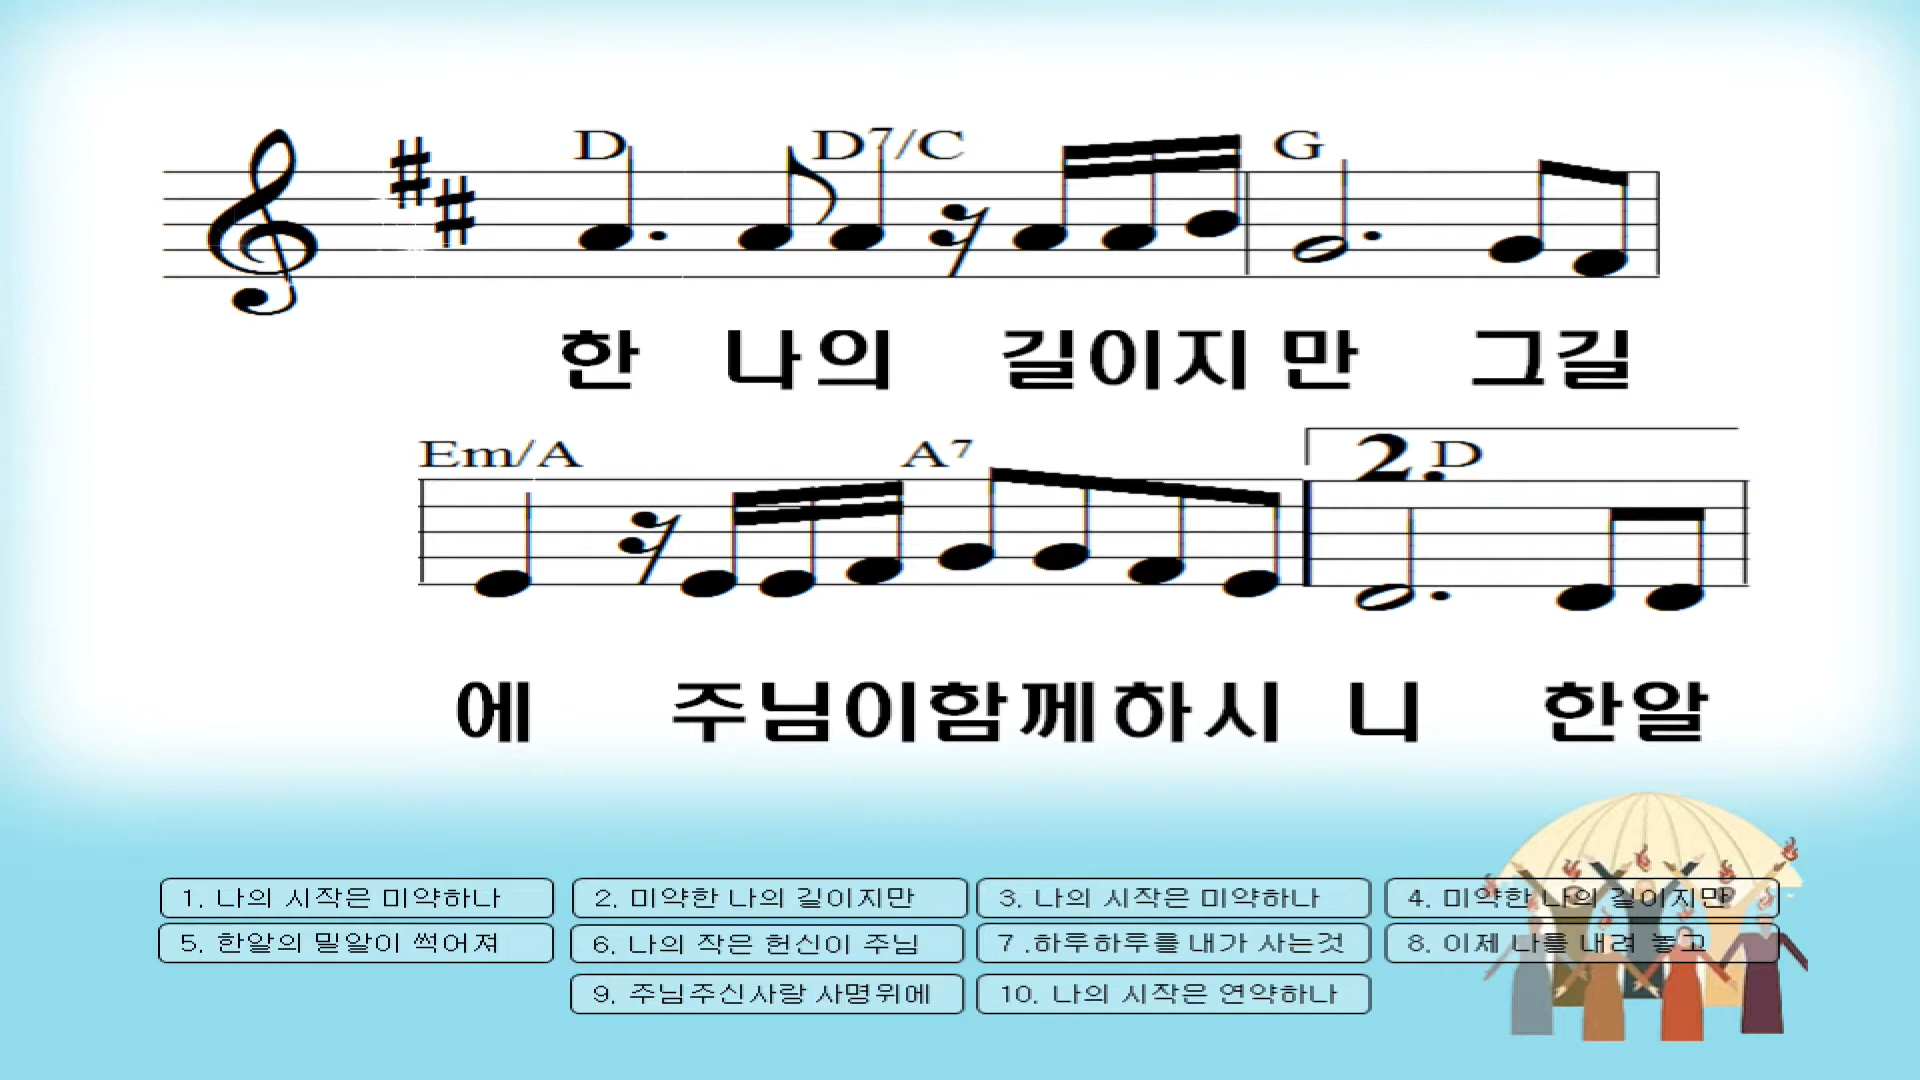 D D7/C G
한 나의 길이지만 그길
Em/A A7 2. D
에 주님이함께하시 니 한알
1. 나의 시작은 미약하나 2. 미약한 나의 길이지만 3. 나의 시작은 미약하나 4. 미약한 나의 길이지만
5. 한알의 밀알이 썩어져 6. 나의 작은 헌신이 주님 7 .하루하루를 내가 사는것 8. 이제 나를 내려 놓고
9. 주님주신사랑 사명위에 10. 나의 시작은 연약하나